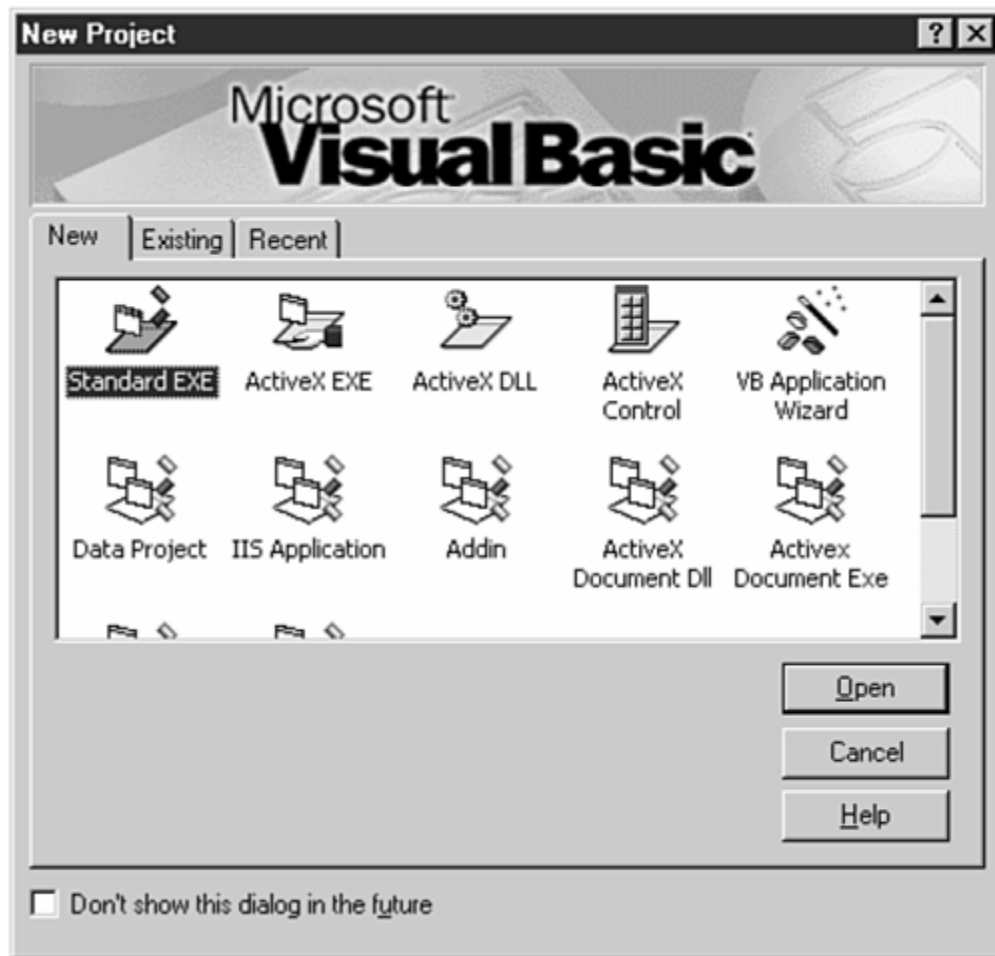 New Project
Microsoft
Visual Basic
New Existing Recent
Standard EXE ActiveX EXE ActiveX DLL ActiveX Control VB Application Wizard
Data Project IIS Application Addin ActiveX Document Dll Activex Document Exe
Open
Cancel
Help
Don't show this dialog in the future